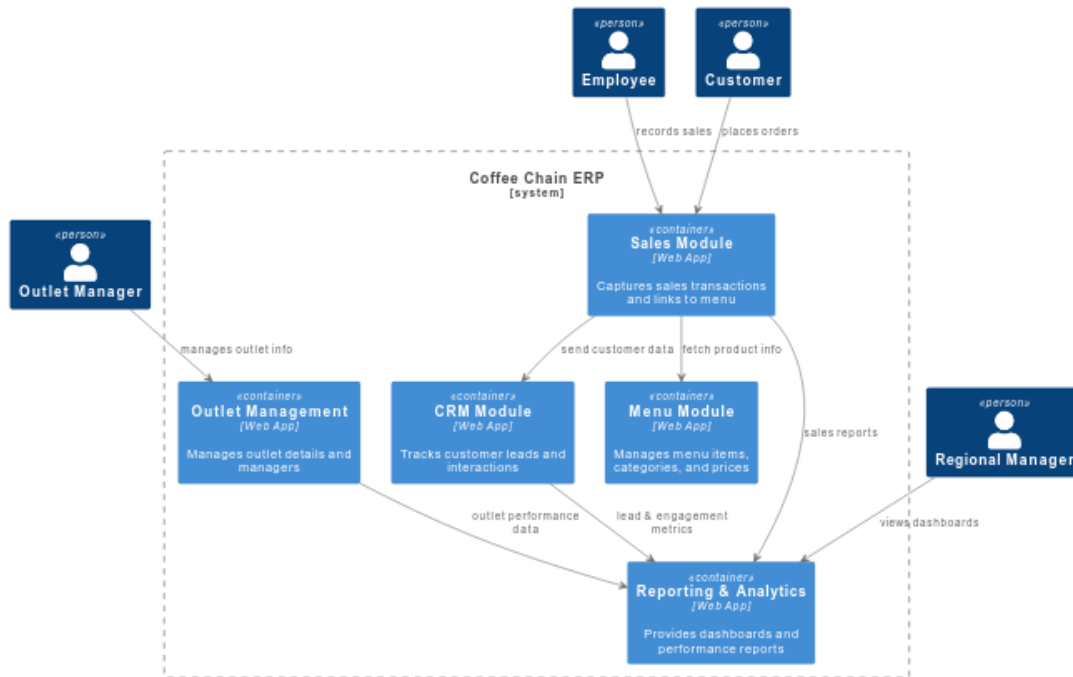 «person»
Employee
«person»
Customer
records sales
places orders
Coffee Chain ERP
[system]
«person»
Outlet Manager
«container»
Sales Module
[Web App]
Captures sales transactions
and links to menu
manages outlet info
send customer data
fetch product info
«container»
Outlet Management
[Web App]
Manages outlet details and
managers
«container»
CRM Module
[Web App]
Tracks customer leads and
interactions
«container»
Menu Module
[Web App]
Manages menu items,
categories, and prices
sales reports
«person»
Regional Manager
outlet performance
data
lead & engagement
metrics
views dashboards
«container»
Reporting & Analytics
[Web App]
Provides dashboards and
performance reports